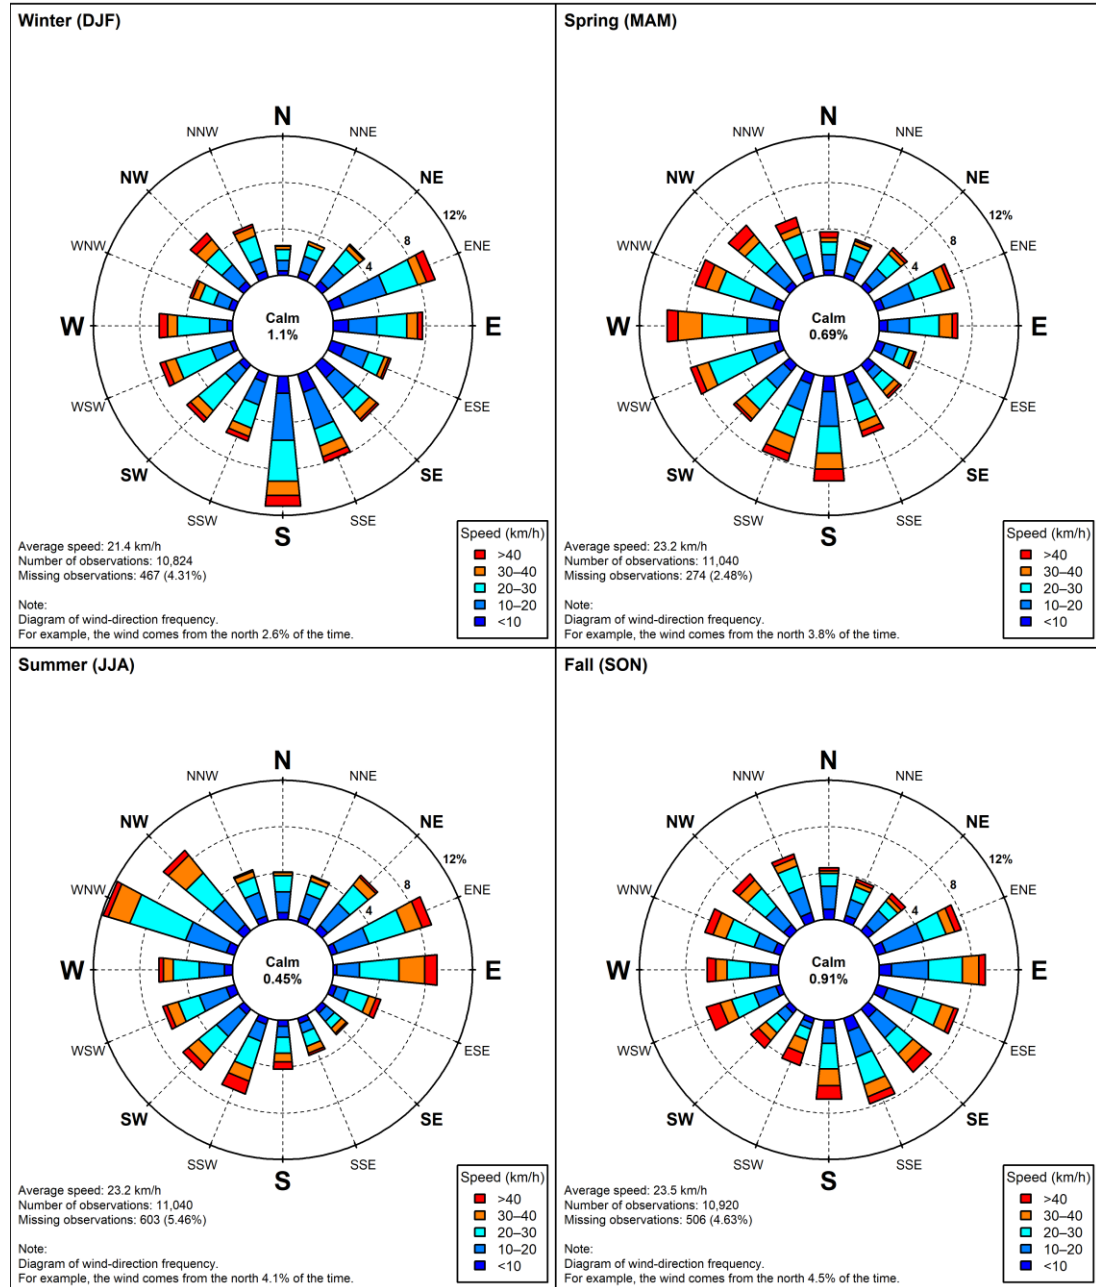 Winter (DJF)
N
NNW
NNE
NW
NE
12%
WNW
8
ENE
4
W
Calm
1.1%
E
WSW
ESE
SW
SE
SSW
SSE
S
Average speed: 21.4 km/h
Number of observations: 10,824
Missing observations: 467 (4.31%)
Note:
Diagram of wind-direction frequency.
For example, the wind comes from the north 2.6% of the time.
Speed (km/h)
>40
30–40
20–30
10–20
<10
Spring (MAM)
N
NNW
NNE
NW
NE
12%
WNW
8
ENE
4
W
Calm
0.69%
E
WSW
ESE
SW
SE
SSW
SSE
S
Average speed: 23.2 km/h
Number of observations: 11,040
Missing observations: 274 (2.48%)
Note:
Diagram of wind-direction frequency.
For example, the wind comes from the north 3.8% of the time.
Speed (km/h)
>40
30–40
20–30
10–20
<10
Summer (JJA)
N
NNW
NNE
NW
NE
12%
WNW
8
ENE
4
W
Calm
0.45%
E
WSW
ESE
SW
SE
SSW
SSE
S
Average speed: 23.2 km/h
Number of observations: 11,040
Missing observations: 603 (5.46%)
Note:
Diagram of wind-direction frequency.
For example, the wind comes from the north 4.1% of the time.
Speed (km/h)
>40
30–40
20–30
10–20
<10
Fall (SON)
N
NNW
NNE
NW
NE
12%
WNW
8
ENE
4
W
Calm
0.91%
E
WSW
ESE
SW
SE
SSW
SSE
S
Average speed: 23.5 km/h
Number of observations: 10,920
Missing observations: 506 (4.63%)
Note:
Diagram of wind-direction frequency.
For example, the wind comes from the north 4.5% of the time.
Speed (km/h)
>40
30–40
20–30
10–20
<10